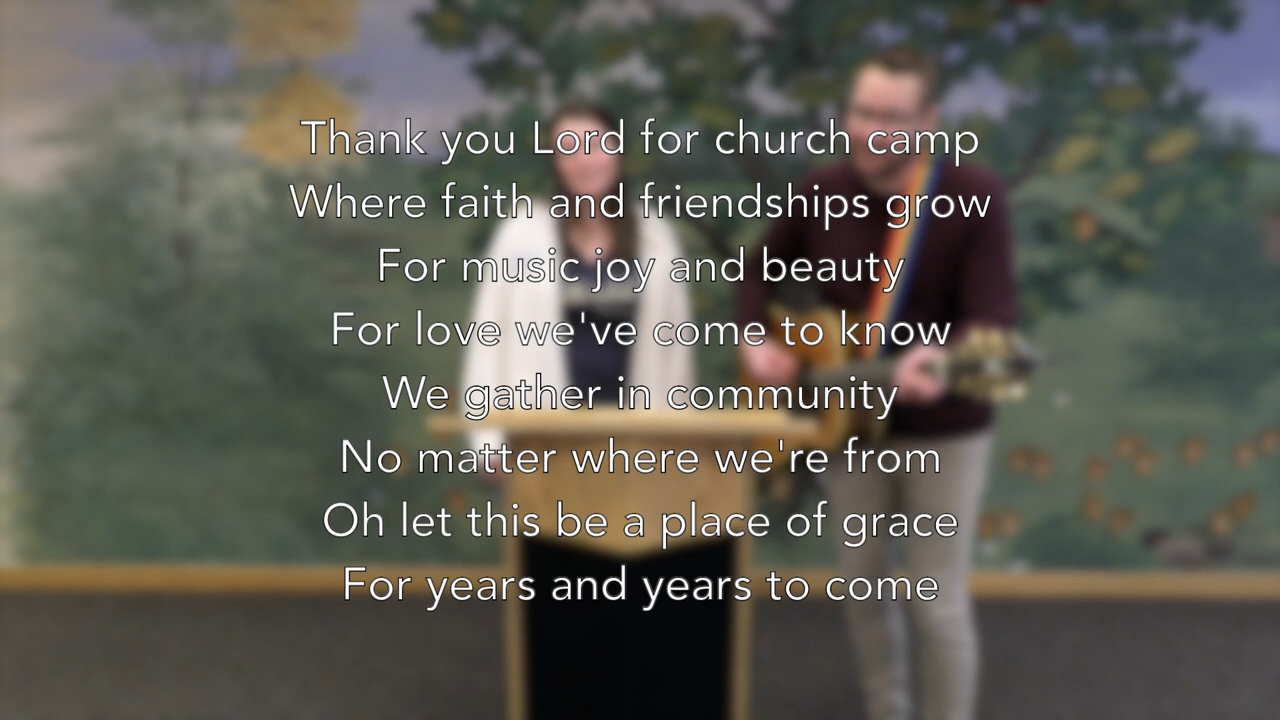 Thank you Lord for church camp
Where faith and friendships grow
For music joy and beauty
For love we've come to know
We gather in community
No matter where we're from
Oh let this be a place of grace
For years and years to come